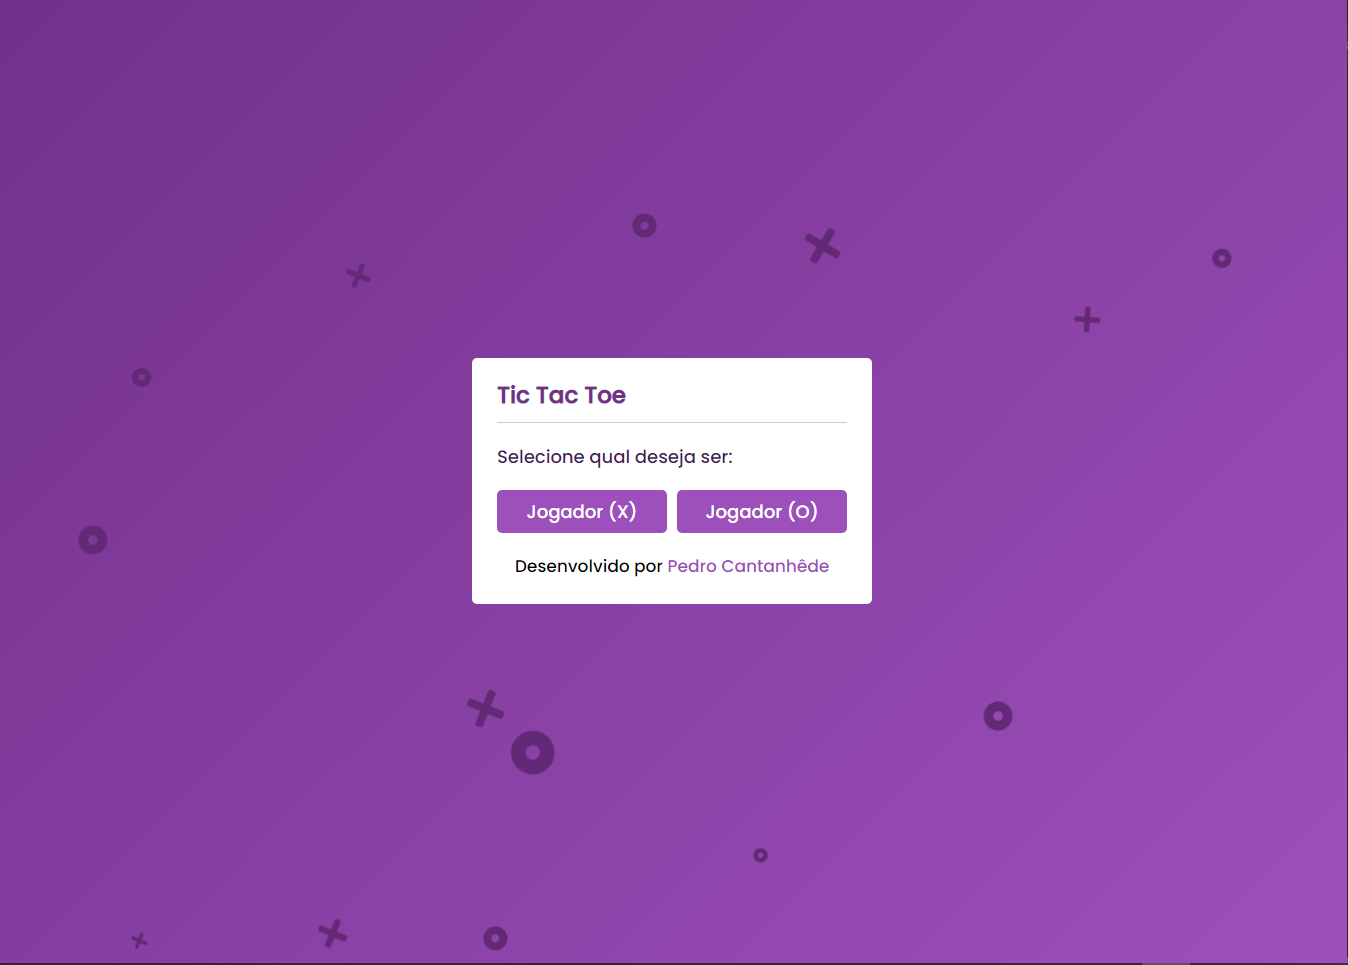 Tic Tac Toe
Selecione qual deseja ser:
Jogador (X) Jogador (O)
Desenvolvido por Pedro Cantanhêde